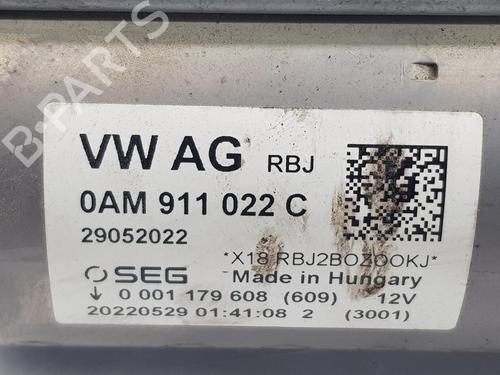 B-PARTS
VW AG RBJ
0AM 911 022 C
29052022
*X18 RBJ2BOZOOKJ*
SEG Made in Hungary
0 001 179 608 (609) 12V
20220529 01:41:08 2 (3001)